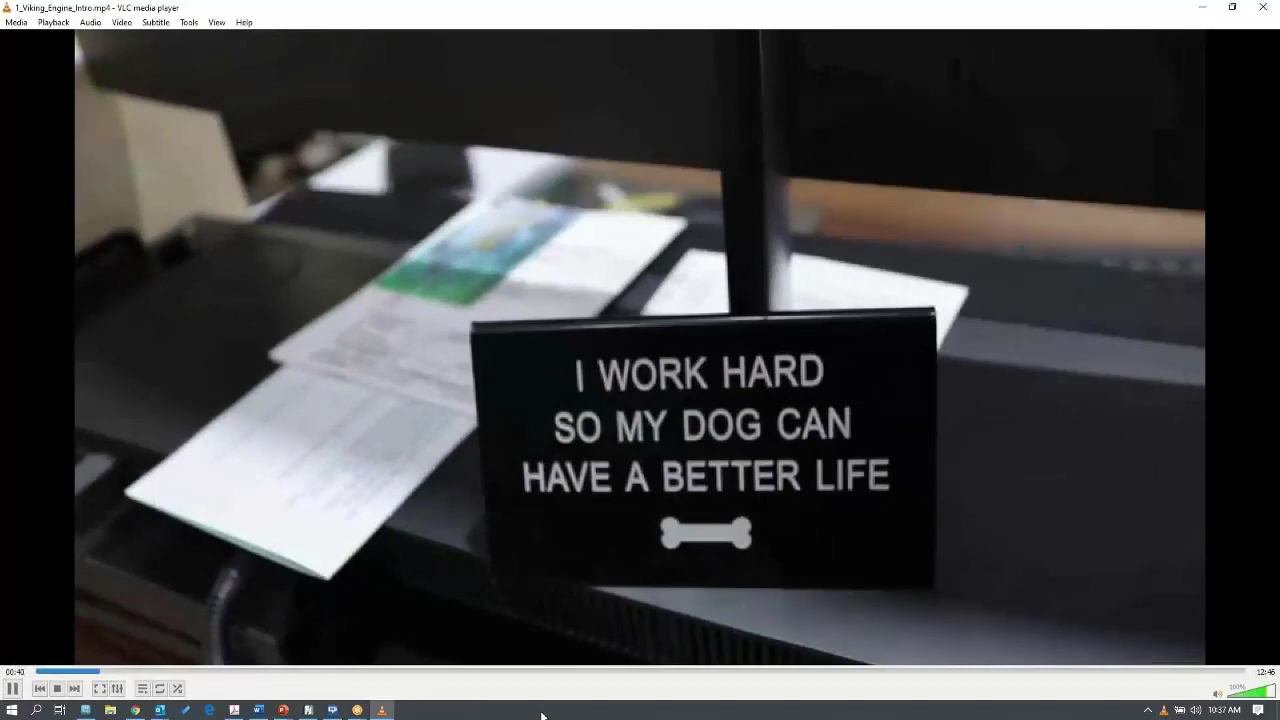 1_Viking_Engine_Intro.mp4 - VLC media player
Media Playback Audio Video Subtitle Tools View Help
I WORK HARD
SO MY DOG CAN
HAVE A BETTER LIFE
00:40
12:46
100%
10:37 AM